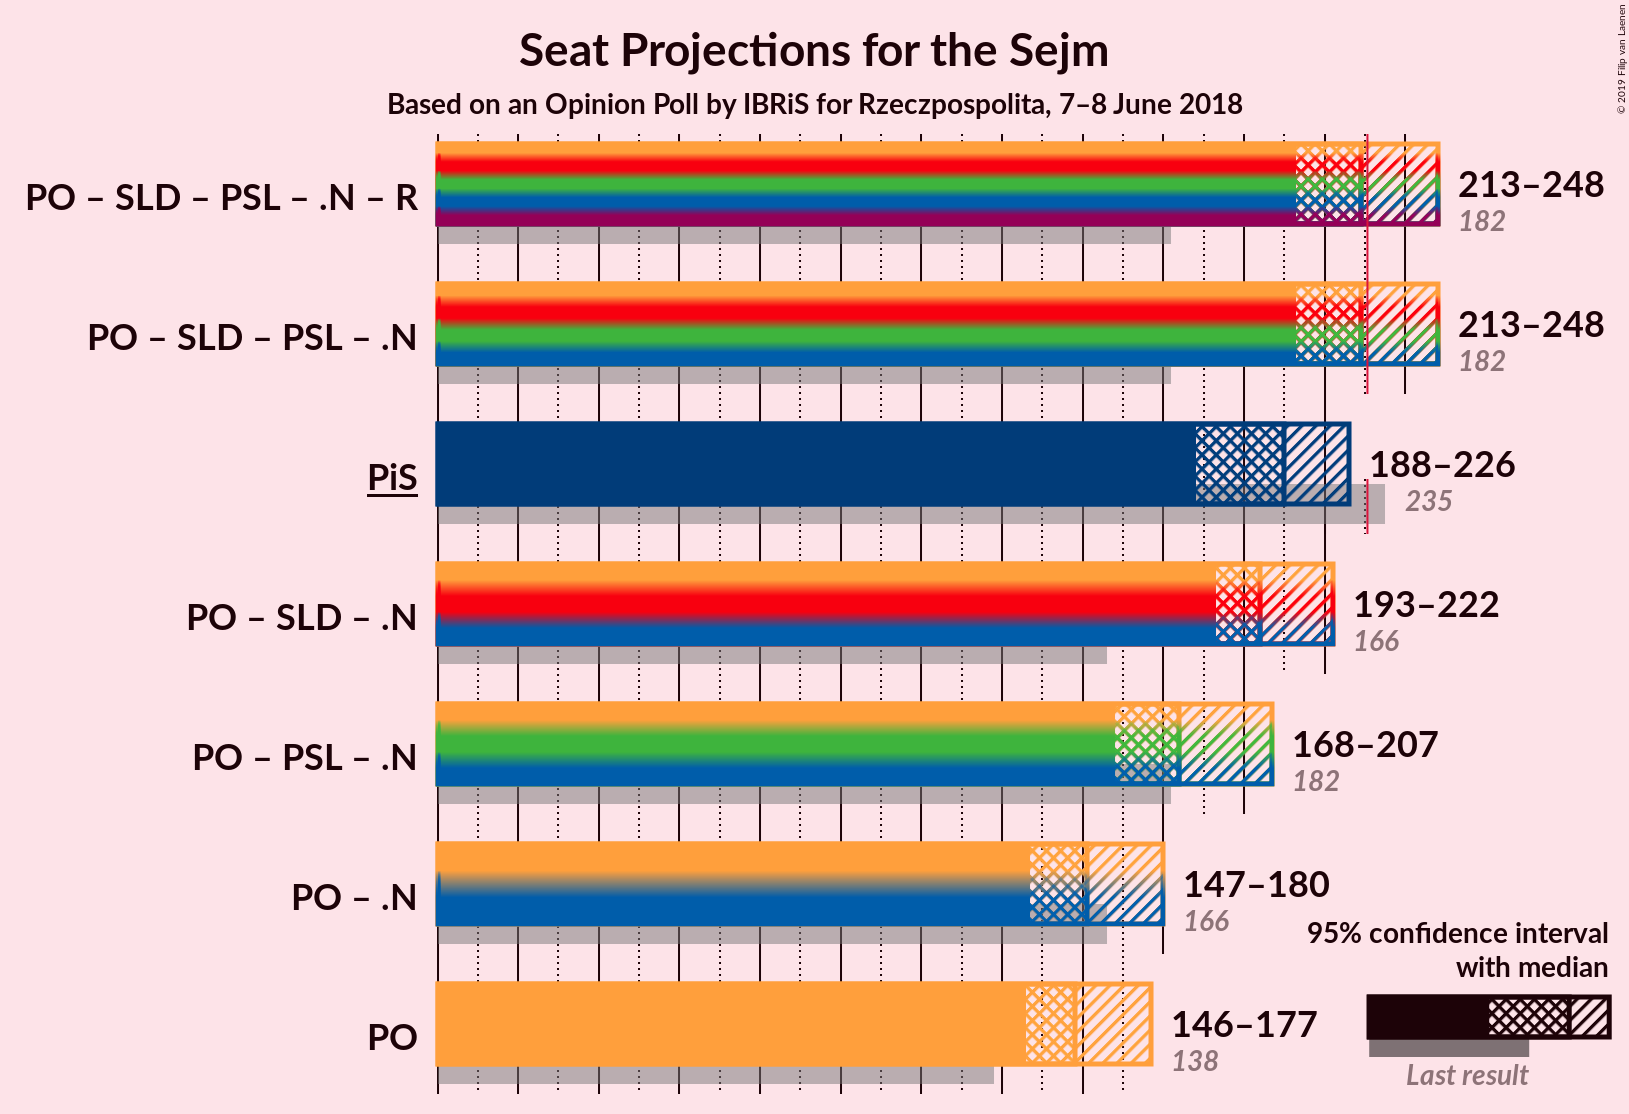 Seat Projections for the Sejm
Based on an Opinion Poll by IBRiS for Rzeczpospolita, 7–8 June 2018
© 2019 Filip van Laenen
PO – SLD – PSL – .N – R
213–248
182
PO – SLD – PSL – .N
213–248
182
PiS
188–226
235
PO – SLD – .N
193–222
166
PO – PSL – .N
168–207
182
PO – .N
147–180
166
PO
146–177
138
95% confidence interval
with median
Last result